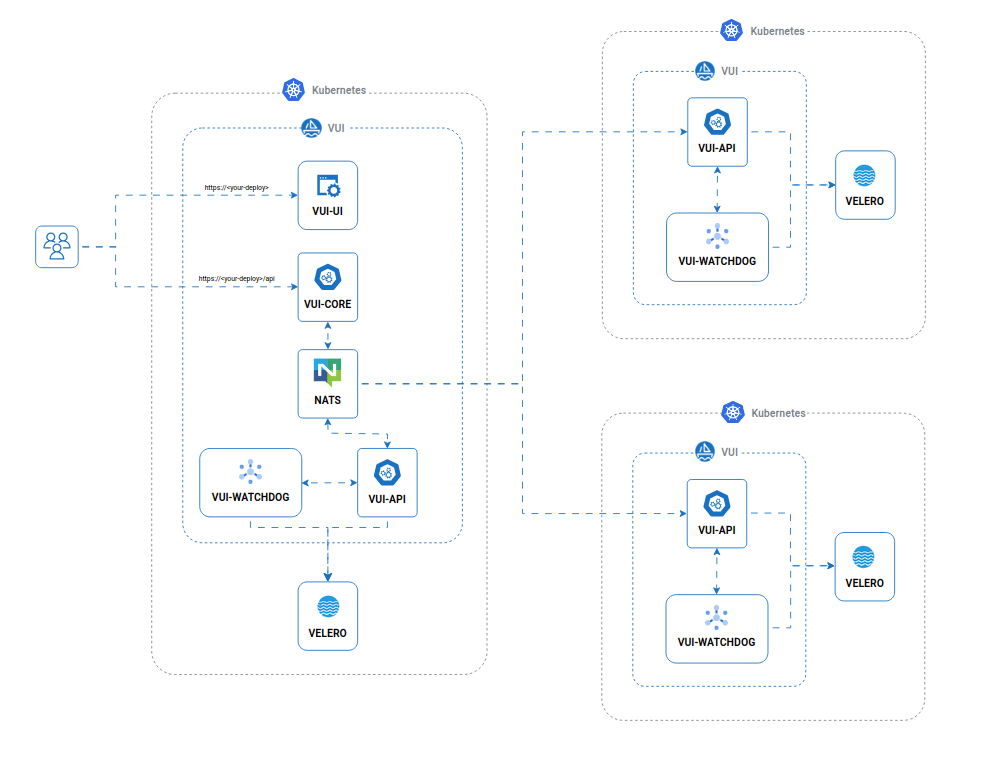 Kubernetes
VUI
https://<your-deploy>
VUI-UI
https://<your-deploy>/api
VUI-CORE
NATS
VUI-WATCHDOG
VUI-API
VELERO
Kubernetes
VUI
VUI-API
VELERO
VUI-WATCHDOG
Kubernetes
VUI
VUI-API
VELERO
VUI-WATCHDOG